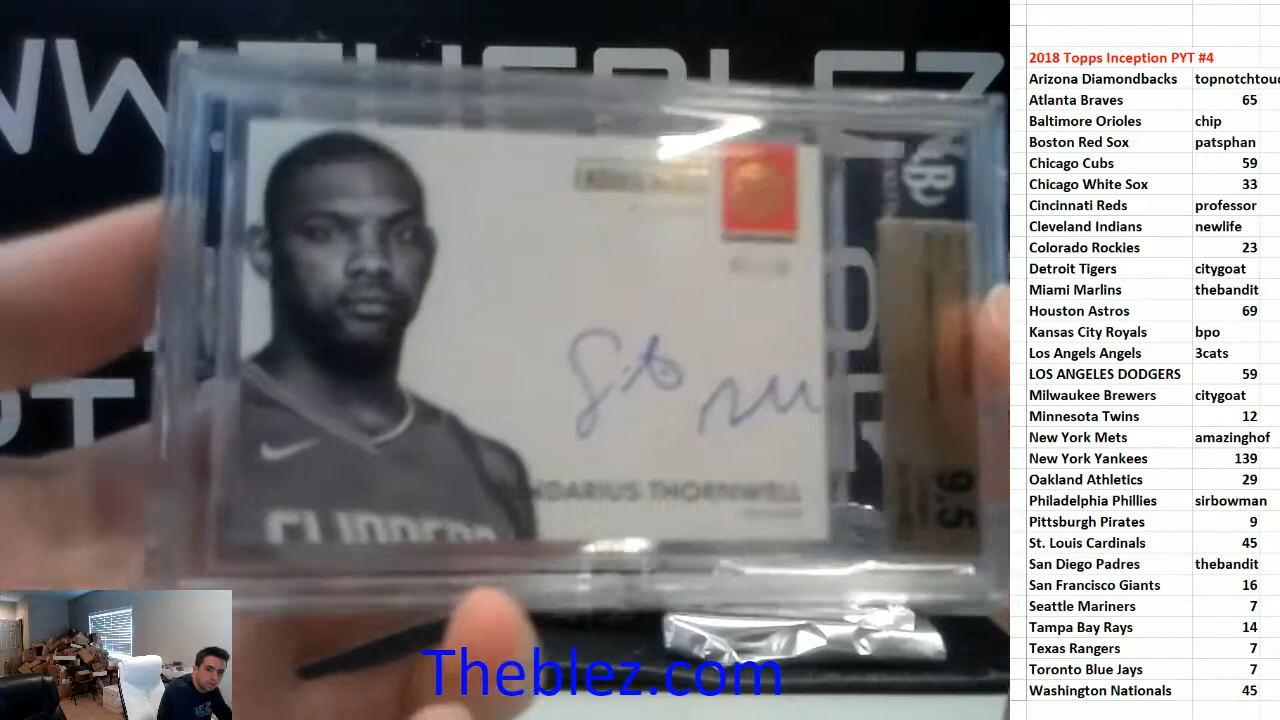 THORNWELL
CLIPPERS
9.5
Theblez.com
2018 Topps Inception PYT #4
Arizona Diamondbacks topnotchtouc
Atlanta Braves 65
Baltimore Orioles chip
Boston Red Sox patsphan
Chicago Cubs 59
Chicago White Sox 33
Cincinnati Reds professor
Cleveland Indians newlife
Colorado Rockies 23
Detroit Tigers citygoat
Miami Marlins thebandit
Houston Astros 69
Kansas City Royals bpo
Los Angels Angels 3cats
LOS ANGELES DODGERS 59
Milwaukee Brewers citygoat
Minnesota Twins 12
New York Mets amazinghof
New York Yankees 139
Oakland Athletics 29
Philadelphia Phillies sirbowman
Pittsburgh Pirates 9
St. Louis Cardinals 45
San Diego Padres thebandit
San Francisco Giants 16
Seattle Mariners 7
Tampa Bay Rays 14
Texas Rangers 7
Toronto Blue Jays 7
Washington Nationals 45